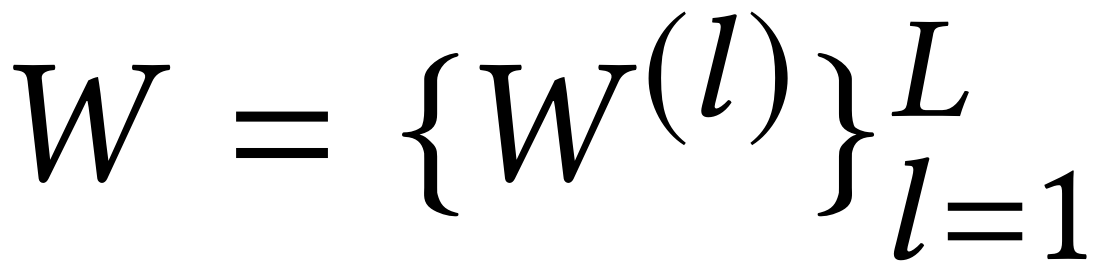 W = {W^{(l)}}_{l=1}^{L}